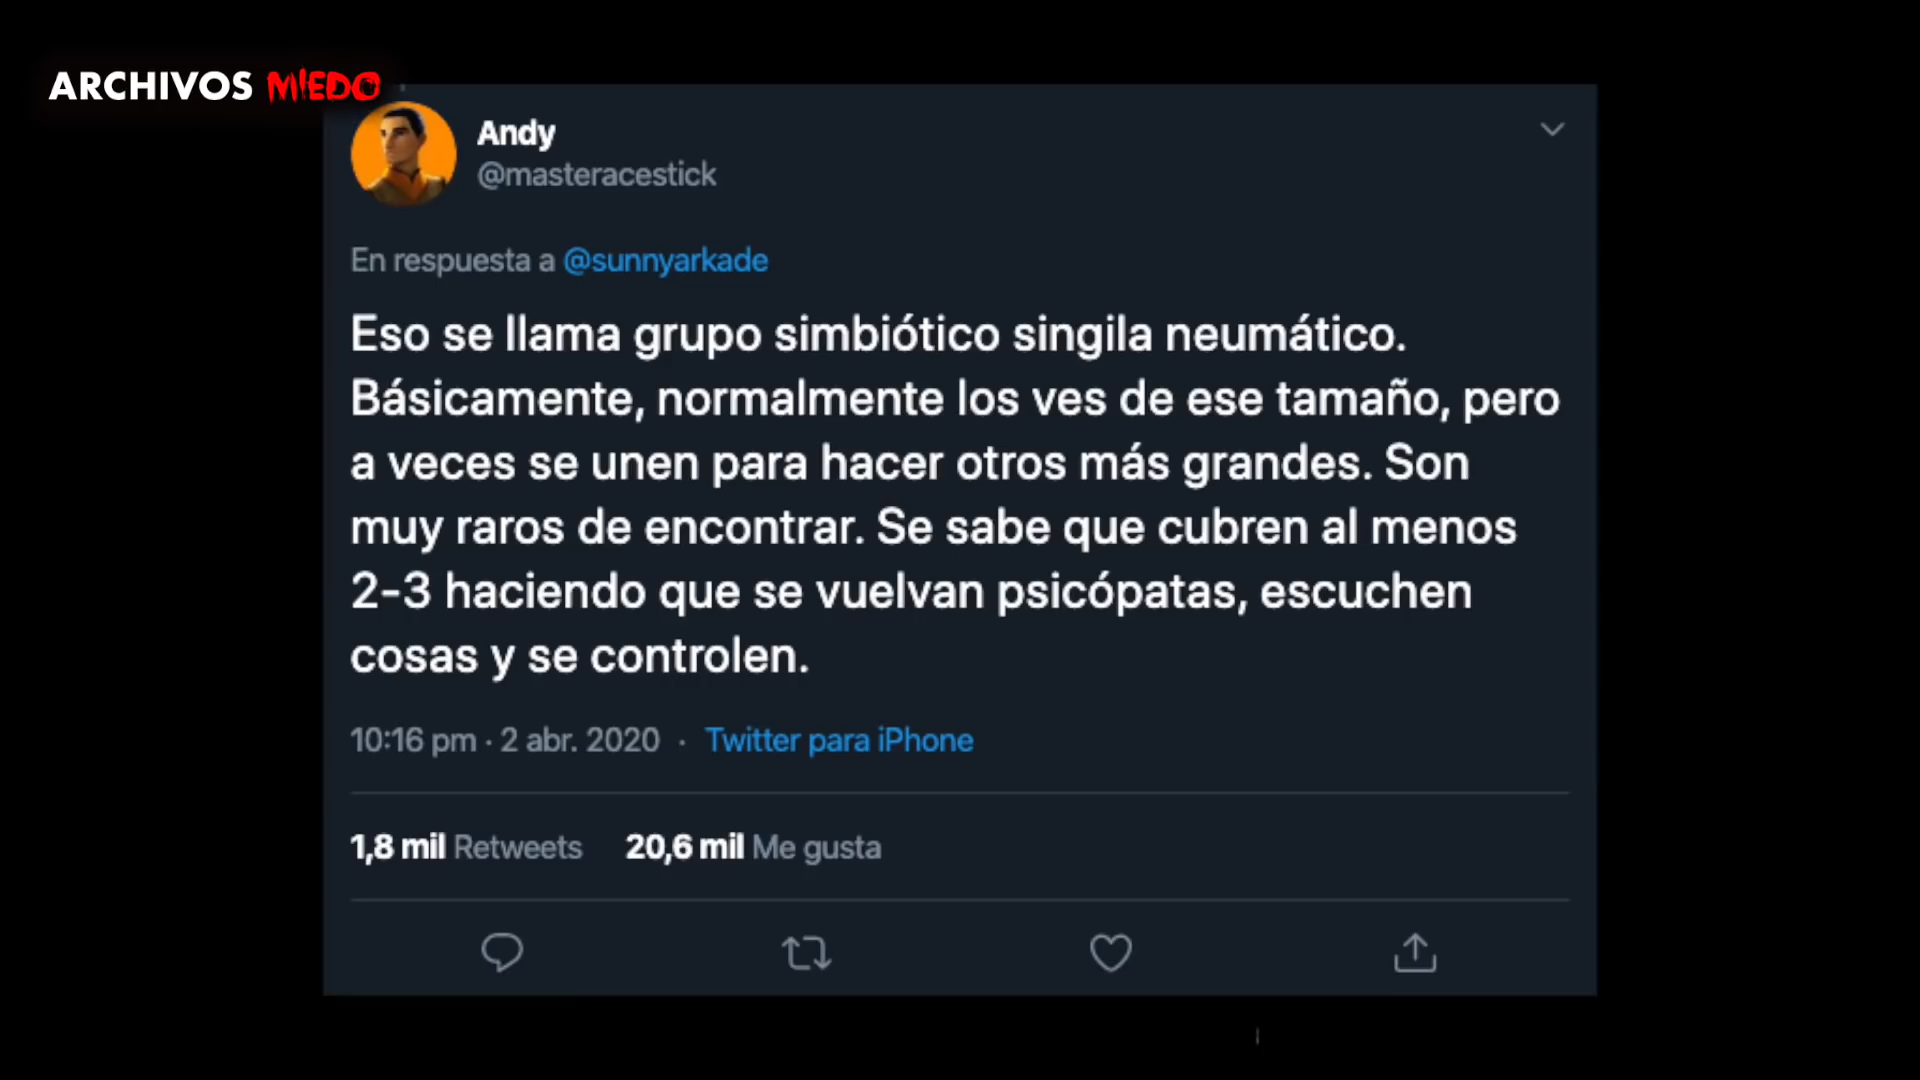 ARCHIVOS MIEDO
Andy
@masteracestick
En respuesta a @sunnyarkade
Eso se llama grupo simbiótico singila neumático.
Básicamente, normalmente los ves de ese tamaño, pero
a veces se unen para hacer otros más grandes. Son
muy raros de encontrar. Se sabe que cubren al menos
2-3 haciendo que se vuelvan psicópatas, escuchen
cosas y se controlen.
10:16 pm · 2 abr. 2020 · Twitter para iPhone
1,8 mil Retweets 20,6 mil Me gusta